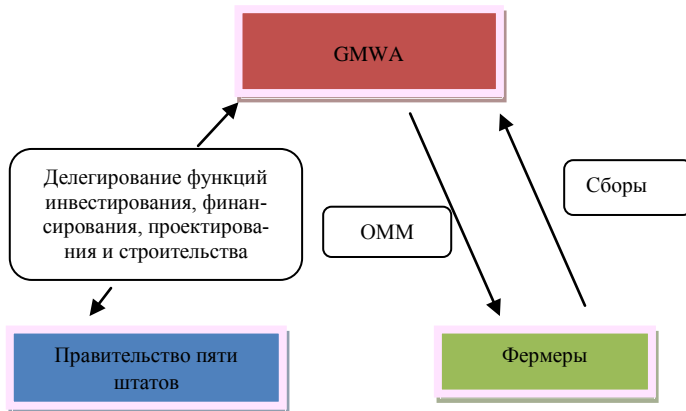 GMWA
Делегирование функций
инвестирования, финан-
сирования, проектирова-
ния и строительства
Сборы
ОММ
Правительство пяти
штатов
Фермеры